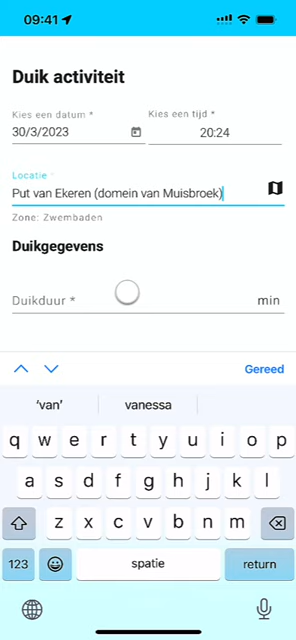 09:41
Duik activiteit
Kies een datum *
Kies een tijd *
30/3/2023
20:24
Locatie *
Put van Ekeren (domein van Muisbroek)
Zone: Zwembaden
Duikgegevens
Duikduur * min
Gereed
'van' vanessa
q w e r t y u i o p
a s d f g h j k l
z x c v b n m
123 spatie return